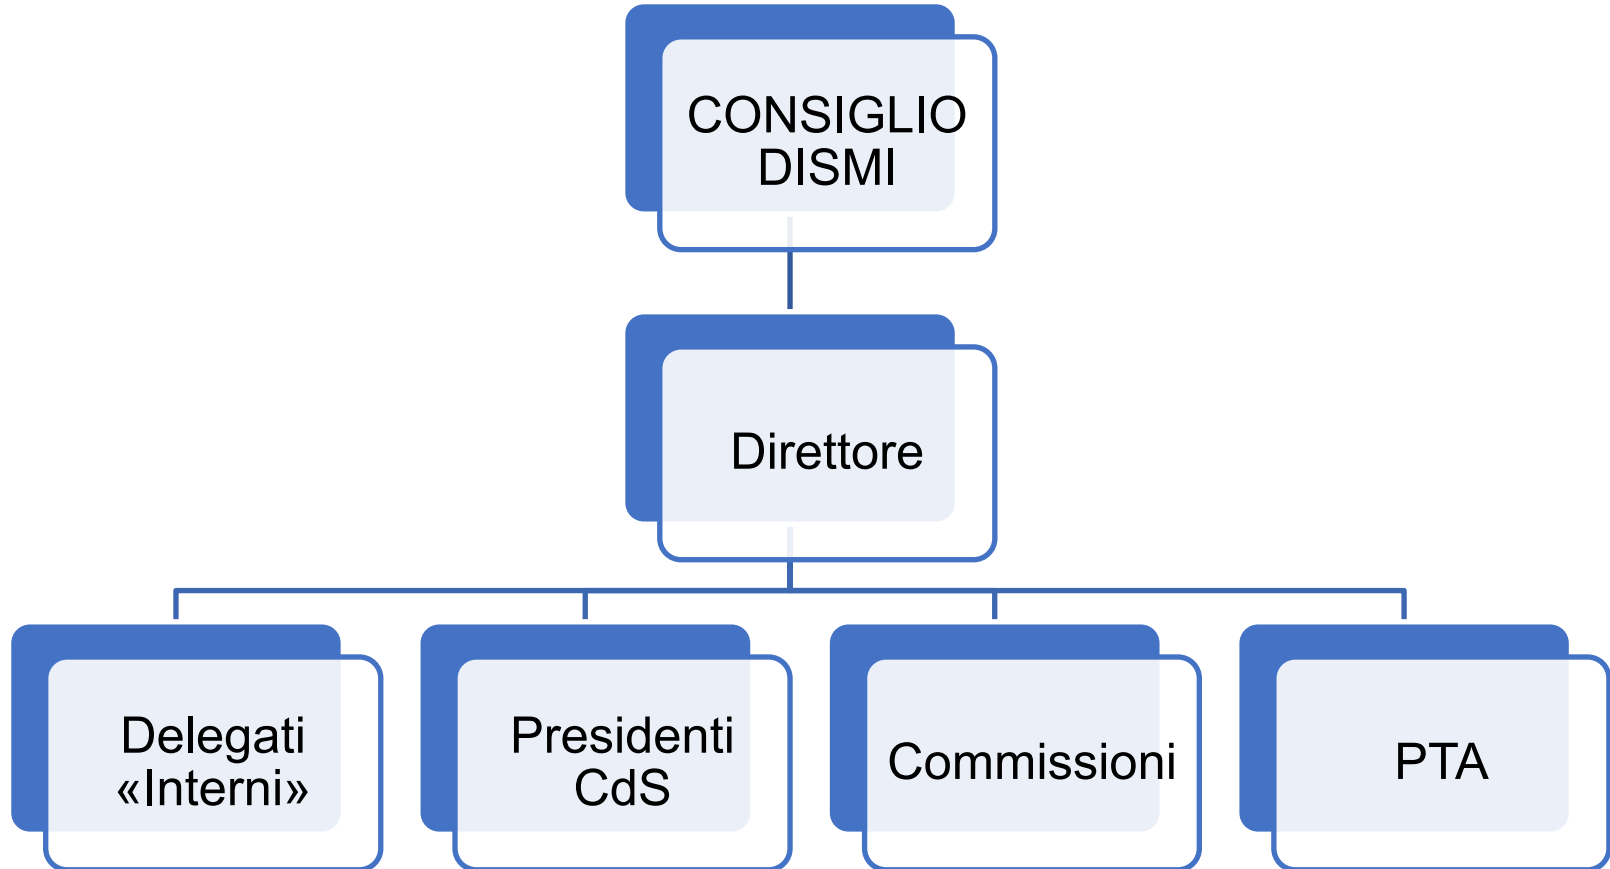 CONSIGLIO
DISMI
Direttore
Delegati
«Interni»
Presidenti
CdS
Commissioni
PTA